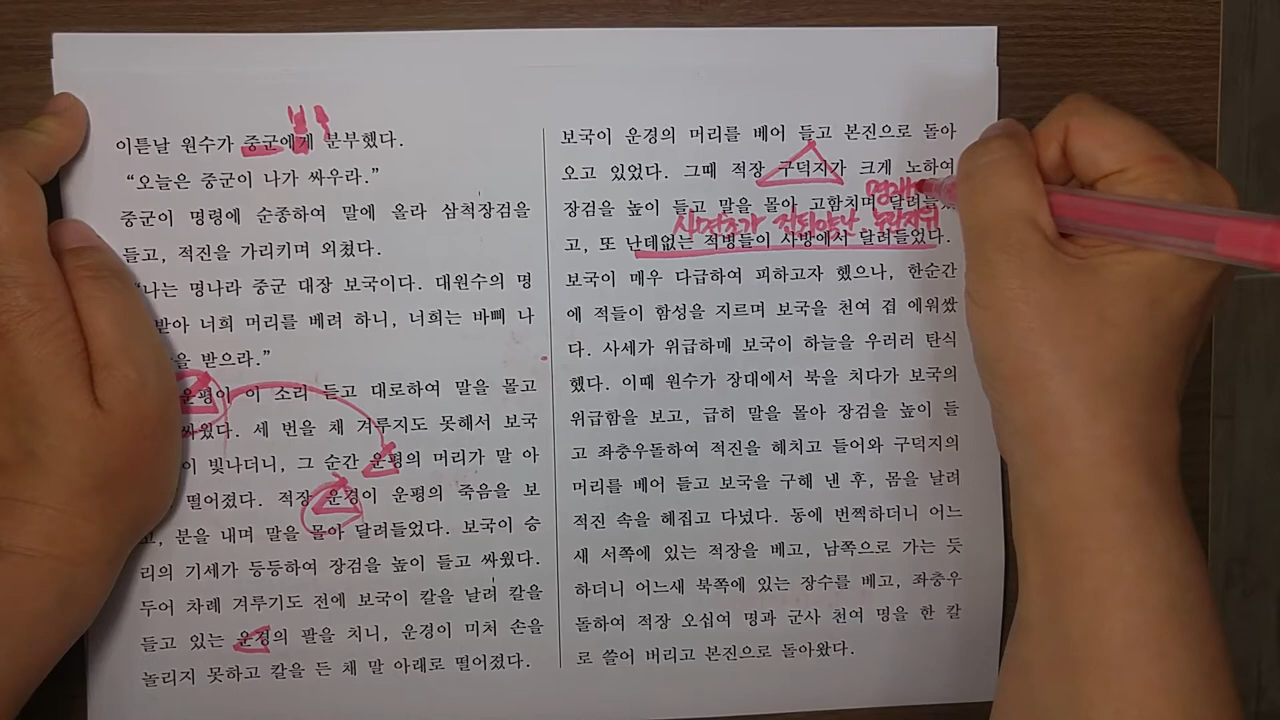 이튿날 원수가 중군에게 분부했다.
“오늘은 중군이 나가 싸우라.”
중군이 명령에 순종하여 말에 올라 삼척장검을
들고, 적진을 가리키며 외쳤다.
“나는 명나라 중군 대장 보국이다. 대원수의 명
받아 너희 머리를 베려 하니, 너희는 바삐 나
을 받으라.”
운평이 이 소리 듣고 대로하여 말을 몰고
싸웠다. 세 번을 채 겨루지도 못해서 보국
이 빛나더니, 그 순간 운평의 머리가 말 아
떨어졌다. 적장 운경이 운평의 죽음을 보
고, 분을 내며 말을 몰아 달려들었다. 보국이 승
리의 기세가 등등하여 장검을 높이 들고 싸웠다.
두어 차례 겨루기도 전에 보국이 칼을 날려 칼을
들고 있는 운경의 팔을 치니, 운경이 미처 손을
놀리지 못하고 칼을 든 채 말 아래로 떨어졌다.
보국이 운경의 머리를 베어 들고 본진으로 돌아
오고 있었다. 그때 적장 구덕지가 크게 노하여
장검을 높이 들고 말을 몰아 고함치며 달려들었
고, 또 난데없는 적병들이 사방에서 달려들었다.
보국이 매우 다급하여 피하고자 했으나, 한순간
에 적들이 함성을 지르며 보국을 천여 겹 에워쌌
다. 사세가 위급하매 보국이 하늘을 우러러 탄식
했다. 이때 원수가 장대에서 북을 치다가 보국의
위급함을 보고, 급히 말을 몰아 장검을 높이 들
고 좌충우돌하여 적진을 헤치고 들어와 구덕지의
머리를 베어 들고 보국을 구해 낸 후, 몸을 날려
적진 속을 헤집고 다녔다. 동에 번쩍하더니 어느
새 서쪽에 있는 적장을 베고, 남쪽으로 가는 듯
하더니 어느새 북쪽에 있는 장수를 베고, 좌충우
돌하여 적장 오십여 명과 군사 천여 명을 한 칼
로 쓸어 버리고 본진으로 돌아왔다.